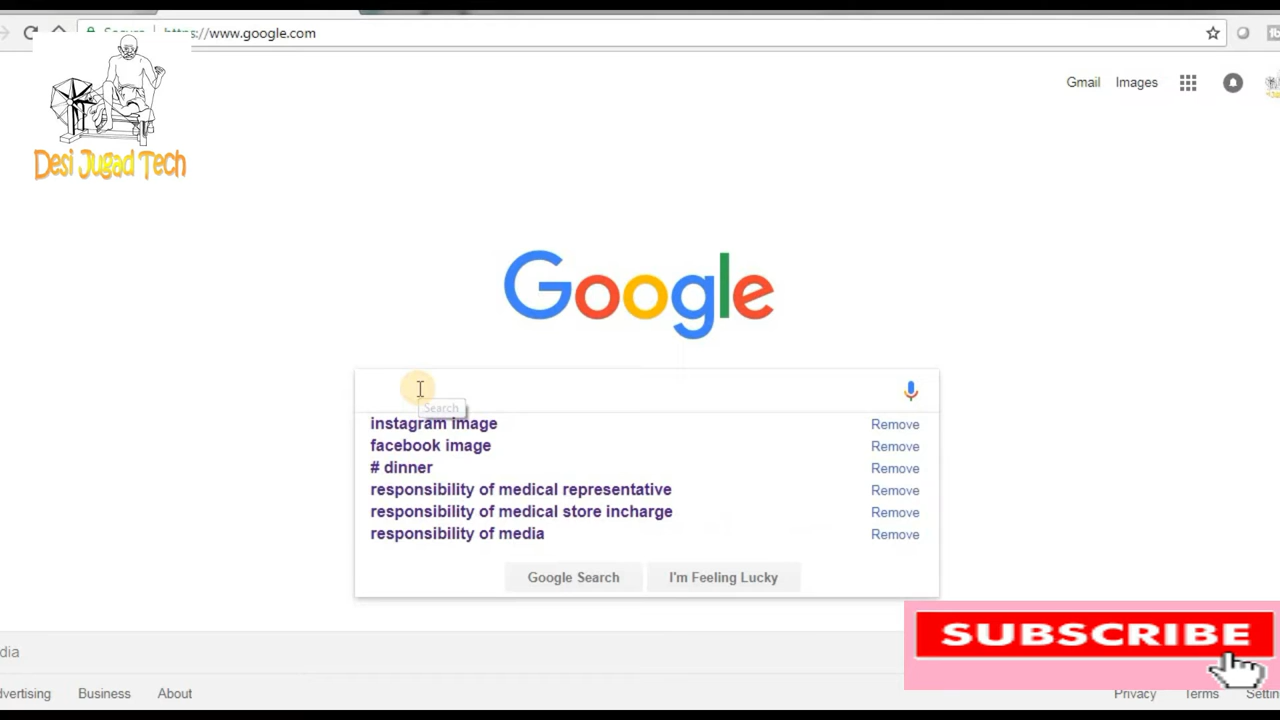 Secure https://www.google.com
Desi Jugad Tech
Gmail Images
Google
Search
instagram image Remove
facebook image Remove
# dinner Remove
responsibility of medical representative Remove
responsibility of medical store incharge Remove
responsibility of media Remove
Google Search I'm Feeling Lucky
SUBSCRIBE
dia
dvertising Business About Privacy Terms Settin